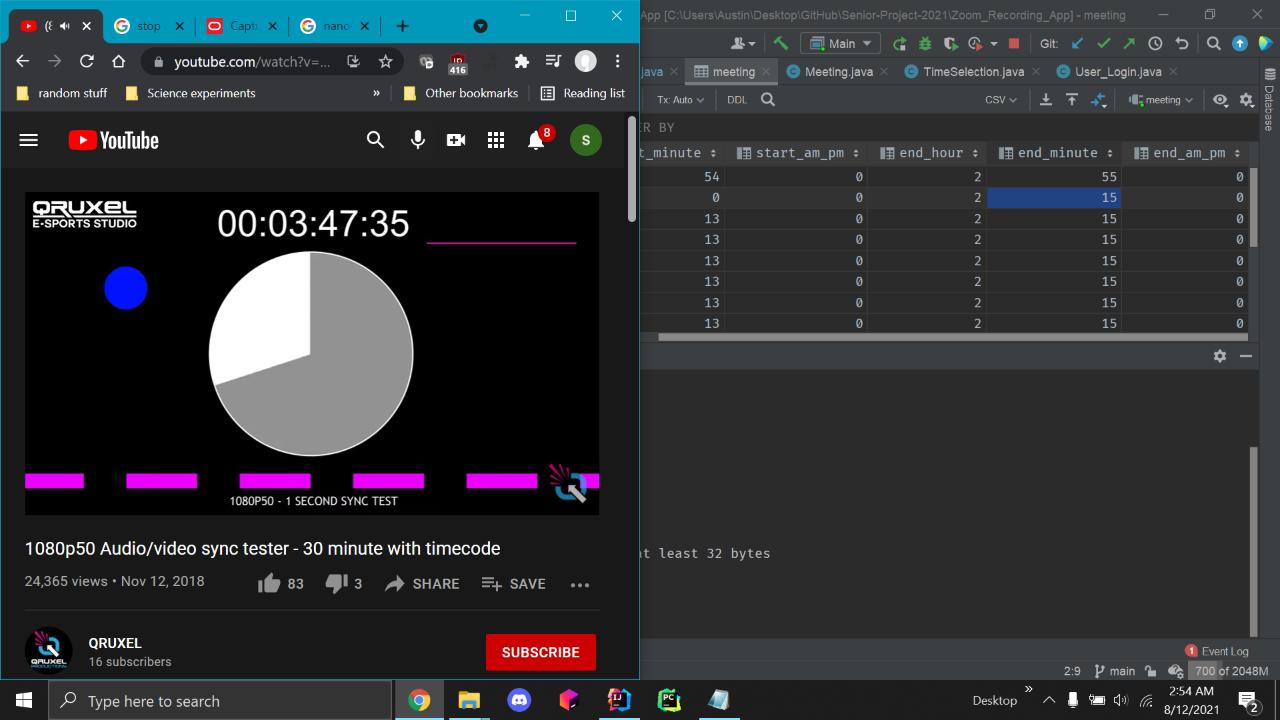 stop
Capt
nano
youtube.com/watch?v=...
416
random stuff
Science experiments
»
Other bookmarks
Reading list
YouTube
8
S
QRUXEL
E-SPORTS STUDIO
00:03:47:35
1080P50 - 1 SECOND SYNC TEST
1080p50 Audio/video sync tester - 30 minute with timecode
24,365 views • Nov 12, 2018
83
3
SHARE
SAVE
QRUXEL
16 subscribers
SUBSCRIBE
App [C:\Users\Austin\Desktop\GitHub\Senior-Project-2021\Zoom_Recording_App] - meeting
Main
Git:
java
meeting
Meeting.java
TimeSelection.java
User_Login.java
Tx: Auto
DDL
CSV
meeting
Database
ER BY
t_minute start_am_pm end_hour end_minute end_am_pm
54 0 2 55 0
0 0 2 15 0
13 0 2 15 0
13 0 2 15 0
13 0 2 15 0
13 0 2 15 0
13 0 2 15 0
13 0 2 15 0
at least 32 bytes
1 Event Log
2:9
main
700 of 2048M
Type here to search
Desktop
»
2:54 AM
8/12/2021
2